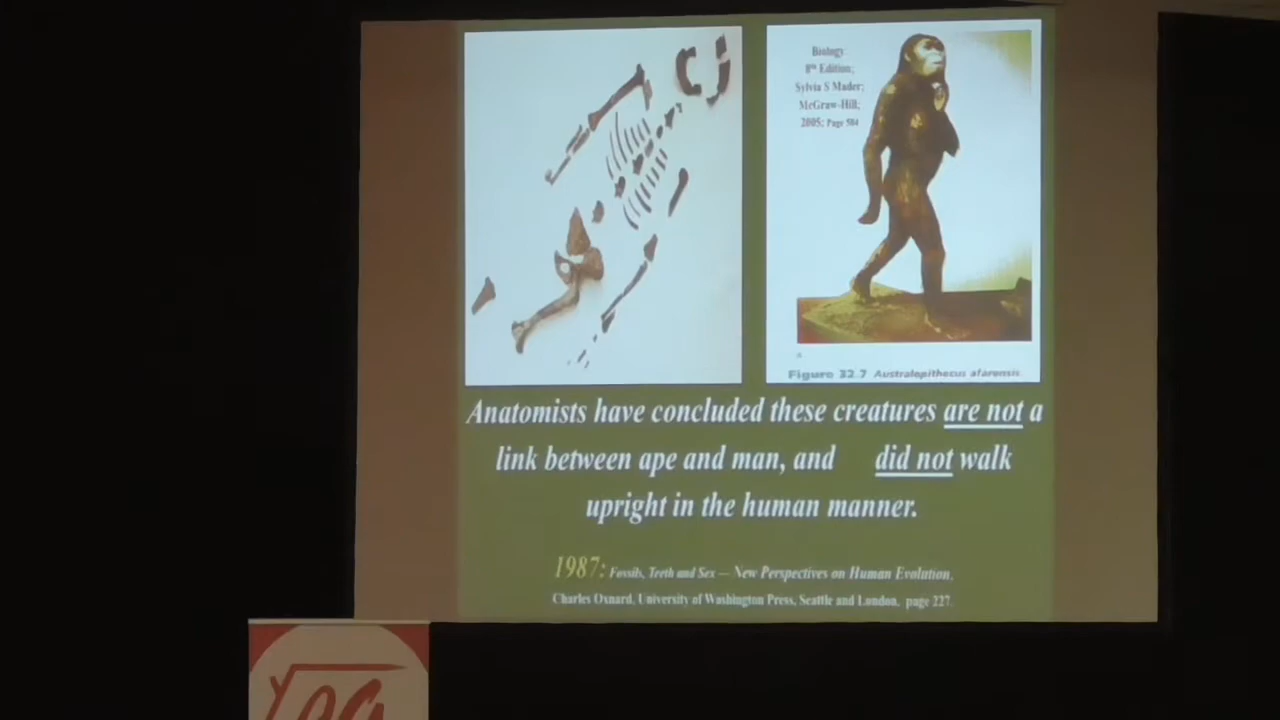 Biology
8th Edition;
Sylvia S Mader;
McGraw-Hill;
2005; Page 504
Figure 32.7 Australopithecus afarensis
Anatomists have concluded these creatures are not a
link between ape and man, and did not walk
upright in the human manner.
1987: Fossils, Teeth and Sex – New Perspectives on Human Evolution,
Charles Oxnard, University of Washington Press, Seattle and London, page 227.